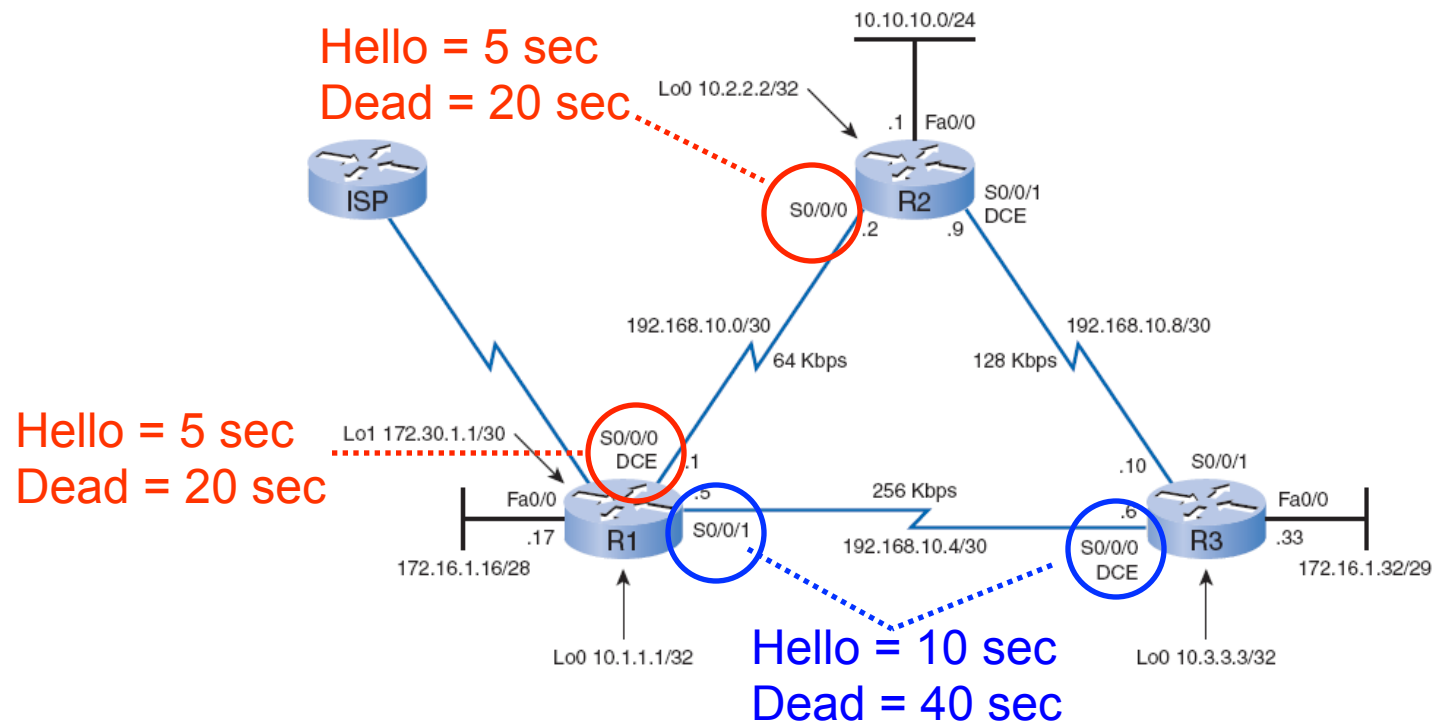 10.10.10.0/24
Hello = 5 sec
Dead = 20 sec
Lo0 10.2.2.2/32
.1 Fa0/0
ISP
R2
S0/0/0
S0/0/1
DCE
.2
.9
192.168.10.0/30
192.168.10.8/30
64 Kbps
128 Kbps
Hello = 5 sec
Dead = 20 sec
Lo1 172.30.1.1/30
S0/0/0
DCE
.1
.10
S0/0/1
Fa0/0
.5
256 Kbps
.6
Fa0/0
.17
R1
S0/0/1
192.168.10.4/30
S0/0/0
DCE
R3
.33
172.16.1.16/28
172.16.1.32/29
Lo0 10.1.1.1/32
Hello = 10 sec
Dead = 40 sec
Lo0 10.3.3.3/32